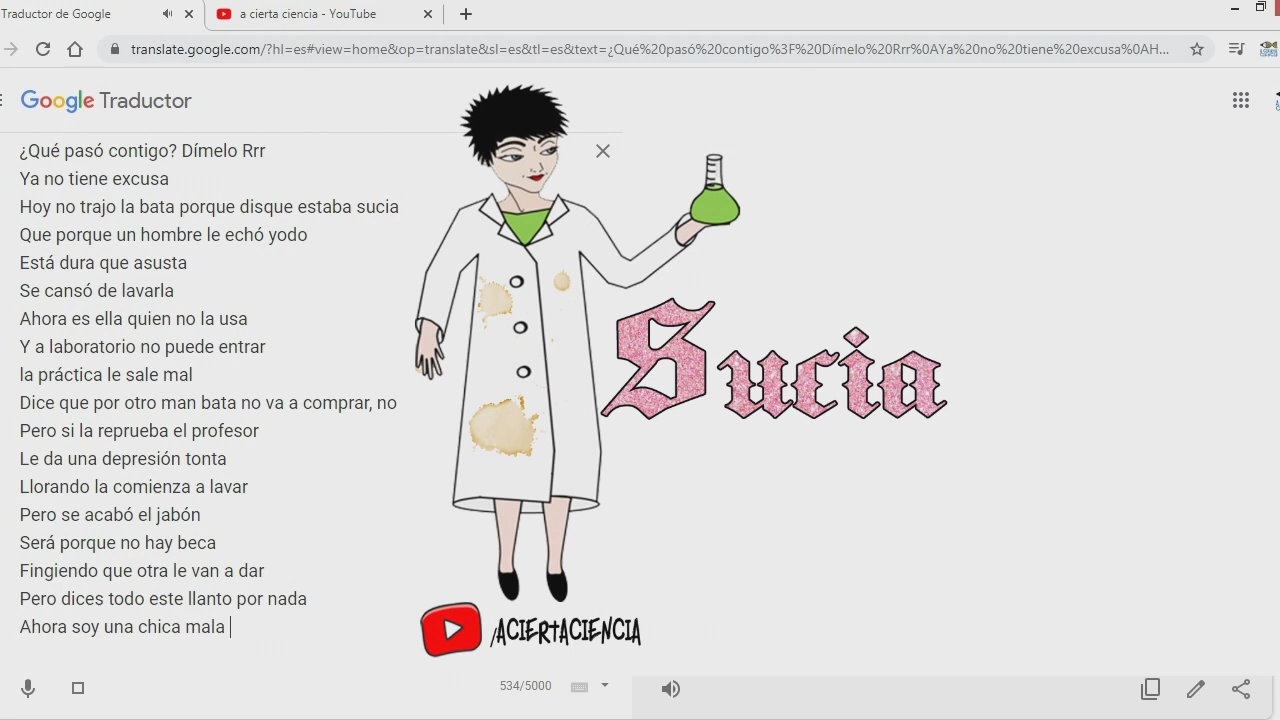 Traductor de Google
a cierta ciencia - YouTube
translate.google.com/?hl=es#view=home&op=translate&sl=es&tl=es&text=¿Qué%20pasó%20contigo%3F%20Dímelo%20Rrr%0AYa%20no%20tiene%20excusa%0AH...
Google Traductor
¿Qué pasó contigo? Dímelo Rrr
Ya no tiene excusa
Hoy no trajo la bata porque disque estaba sucia
Que porque un hombre le echó yodo
Está dura que asusta
Se cansó de lavarla
Ahora es ella quien no la usa
Y a laboratorio no puede entrar
la práctica le sale mal
Dice que por otro man bata no va a comprar, no
Pero si la reprueba el profesor
Le da una depresión tonta
Llorando la comienza a lavar
Pero se acabó el jabón
Será porque no hay beca
Fingiendo que otra le van a dar
Pero dices todo este llanto por nada
Ahora soy una chica mala
Sucia
/ACIERTACIENCIA
534/5000